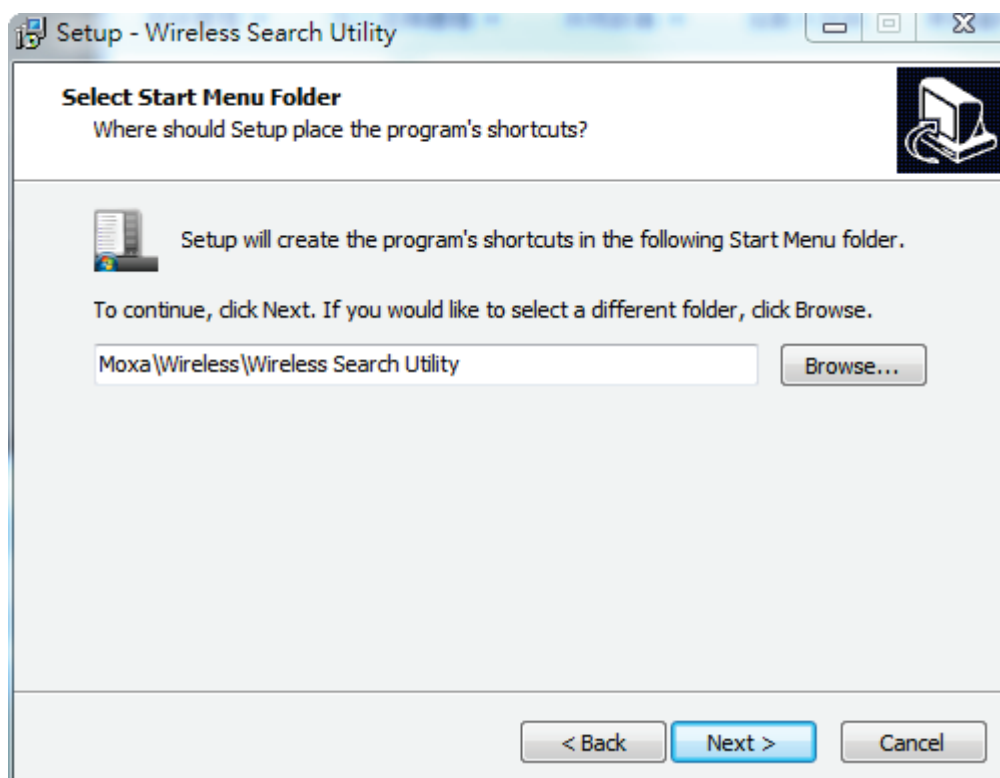 Setup - Wireless Search Utility
Select Start Menu Folder
Where should Setup place the program's shortcuts?
Setup will create the program's shortcuts in the following Start Menu folder.
To continue, click Next. If you would like to select a different folder, click Browse.
Moxa\Wireless\Wireless Search Utility
Browse...
< Back
Next >
Cancel